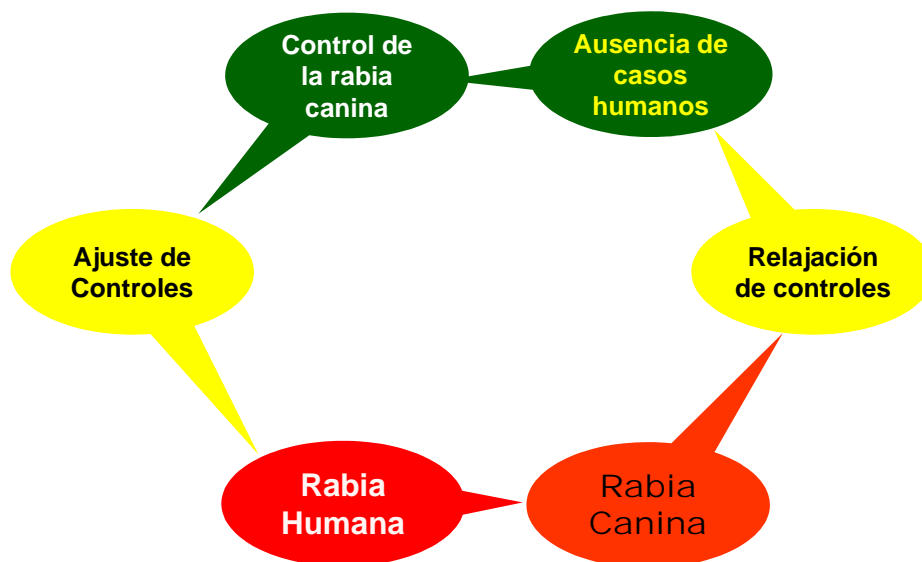 Control de
la rabia
canina
Ausencia de
casos
humanos
Ajuste de
Controles
Relajación
de controles
Rabia
Humana
Rabia
Canina